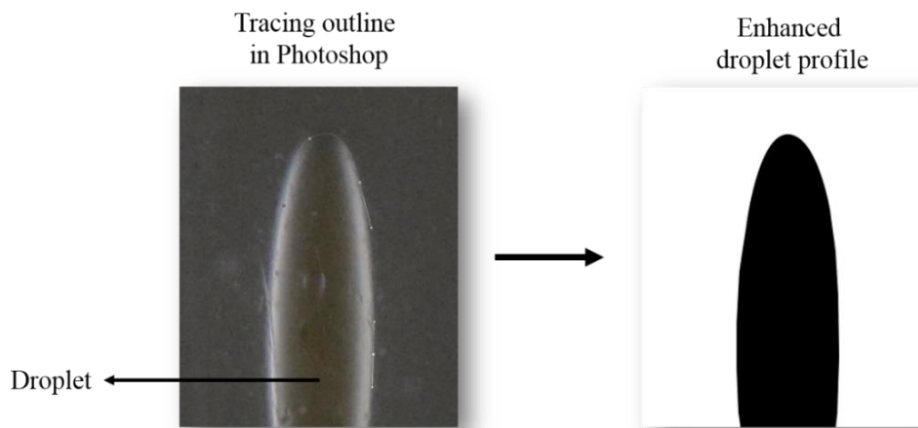 Tracing outline
in Photoshop
Enhanced
droplet profile
Droplet